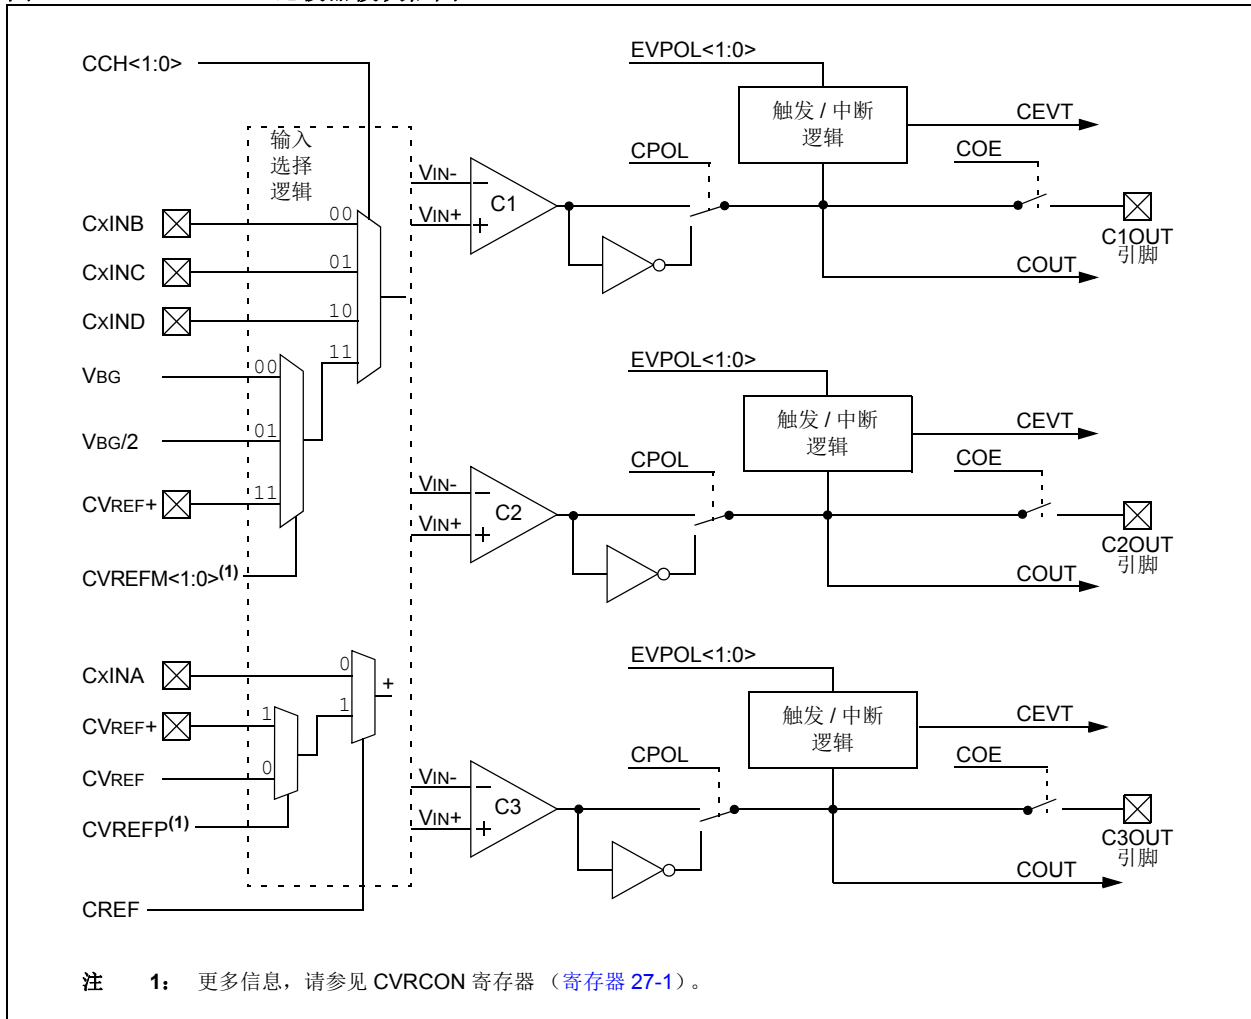 CCH<1:0>
输入
选择
逻辑
CxINB
00
CxINC
01
CxIND
10
11
VBG
00
VBG/2
01
CVREF+
11
CVREFM<1:0>(1)
CxINA
0
+
CVREF+
1
1
CVREF
0
CVREFP(1)
CREF
EVPOL<1:0>
触发 / 中断
逻辑
CEVT
CPOL
COE
VIN-
VIN+
C1
C1OUT
引脚
COUT
EVPOL<1:0>
触发 / 中断
逻辑
CEVT
CPOL
COE
VIN-
VIN+
C2
C2OUT
引脚
COUT
EVPOL<1:0>
触发 / 中断
逻辑
CEVT
CPOL
COE
VIN-
VIN+
C3
C3OUT
引脚
COUT
注 1： 更多信息，请参见 CVRCON 寄存器 （寄存器 27-1）。